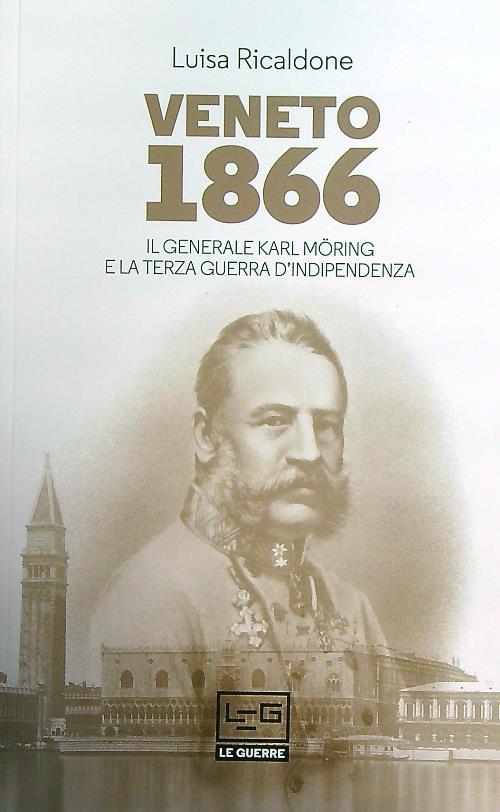 Luisa Ricaldone
VENETO
1866
IL GENERALE KARL MÖRING
E LA TERZA GUERRA D'INDIPENDENZA
LEG
LE GUERRE